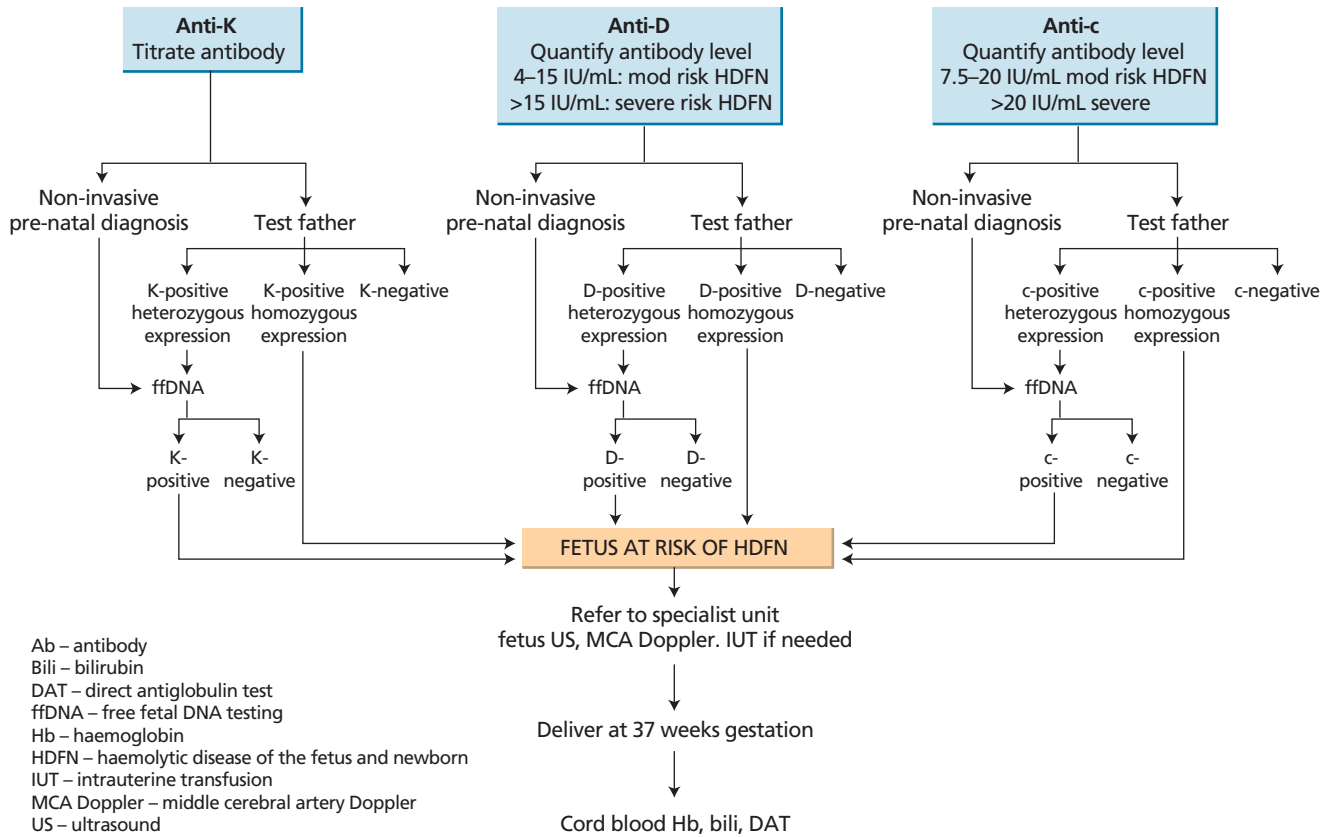 Anti-K
Titrate antibody
Anti-D
Quantify antibody level
4–15 IU/mL: mod risk HDFN
>15 IU/mL: severe risk HDFN
Anti-c
Quantify antibody level
7.5–20 IU/mL mod risk HDFN
>20 IU/mL severe
Non-invasive
pre-natal diagnosis
Test father
K-positive
heterozygous
expression
K-positive
homozygous
expression
K-negative
ffDNA
K-
positive
K-
negative
Non-invasive
pre-natal diagnosis
Test father
D-positive
heterozygous
expression
D-positive
homozygous
expression
D-negative
ffDNA
D-
positive
D-
negative
Non-invasive
pre-natal diagnosis
Test father
c-positive
heterozygous
expression
c-positive
homozygous
expression
c-negative
ffDNA
c-
positive
c-
negative
FETUS AT RISK OF HDFN
Refer to specialist unit
fetus US, MCA Doppler. IUT if needed
Deliver at 37 weeks gestation
Cord blood Hb, bili, DAT
Ab – antibody
Bili – bilirubin
DAT – direct antiglobulin test
ffDNA – free fetal DNA testing
Hb – haemoglobin
HDFN – haemolytic disease of the fetus and newborn
IUT – intrauterine transfusion
MCA Doppler – middle cerebral artery Doppler
US – ultrasound